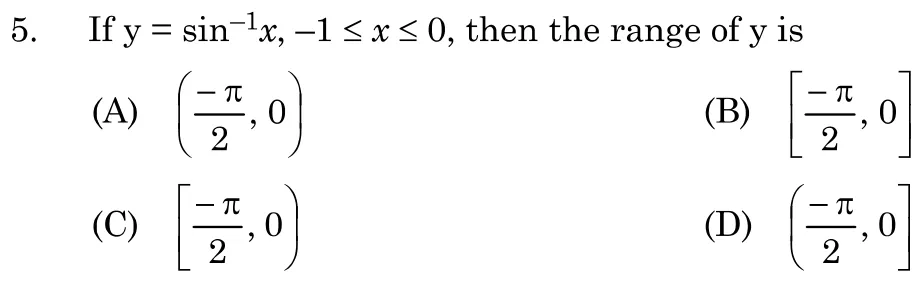 5. If y = sin⁻¹x, –1 ≤ x ≤ 0, then the range of y is
(A) (–π/2, 0) (B) [–π/2, 0]
(C) [–π/2, 0) (D) (–π/2, 0]